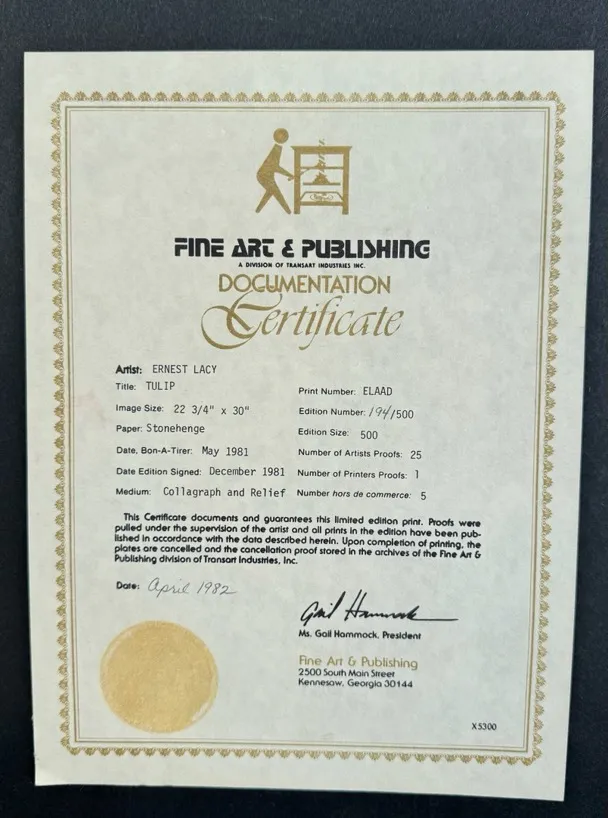 FINE ART & PUBLISHING
A DIVISION OF TRANSART INDUSTRIES INC.
DOCUMENTATION
Certificate
Artist: ERNEST LACY
Title: TULIP
Print Number: ELAAD
Image Size: 22 3/4" x 30"
Edition Number: 194/500
Paper: Stonehenge
Edition Size: 500
Date, Bon-A-Tirer: May 1981
Number of Artists Proofs: 25
Date Edition Signed: December 1981
Number of Printers Proofs: 1
Medium: Collagraph and Relief
Number hors de commerce: 5
This Certificate documents and guarantees this limited edition print. Proofs were
pulled under the supervision of the artist and all prints in the edition have been pub-
lished in accordance with the data described herein. Upon completion of printing, the
plates are cancelled and the cancellation proof stored in the archives of the Fine Art &
Publishing division of Transart Industries, Inc.
Date: April 1982
Gail Hammock
Ms. Gail Hammock, President
Fine Art & Publishing
2500 South Main Street
Kennesaw, Georgia 30144
X5300